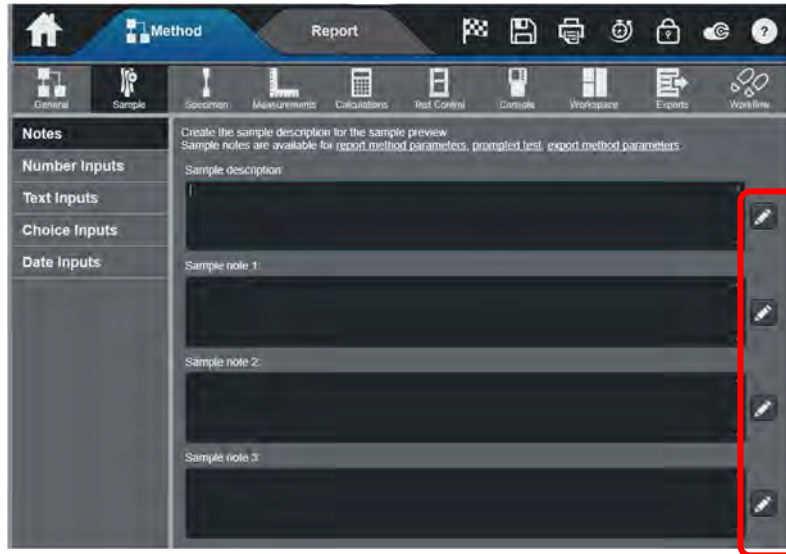 Method
Report
?
General
Sample
Specimen
Measurements
Calculations
Test Control
Console
Workspace
Exports
Workflow
Notes
Number Inputs
Text Inputs
Choice Inputs
Date Inputs
Create the sample description for the sample preview
Sample notes are available for report method parameters, prompted test, export method parameters
Sample description:
Sample note 1:
Sample note 2:
Sample note 3: